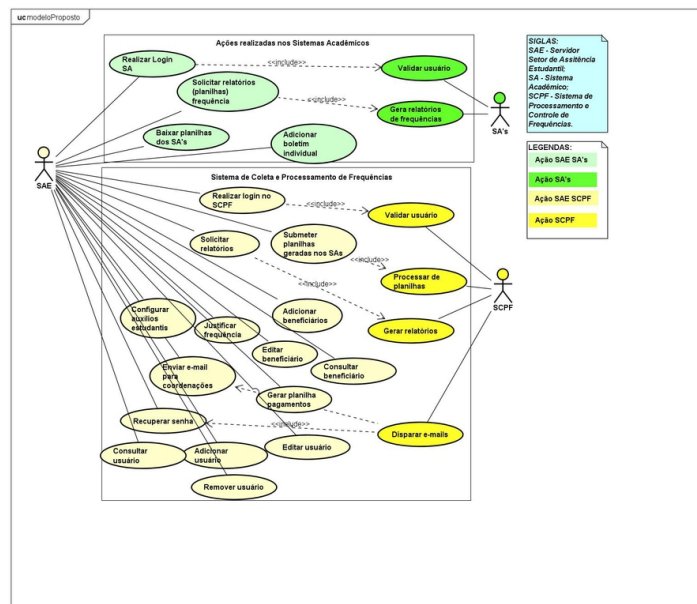 uc modeloProposto
Ações realizadas nos Sistemas Acadêmicos
Realizar Login
SA
<<include>>
Validar usuário
Solicitar relatórios
(planilhas)
frequência
<<include>>
Gera relatórios
de frequências
SA's
Baixar planilhas
dos SA's
Adicionar
boletim
individual
SAE
Sistema de Coleta e Processamento de Frequências
Realizar login no
SCPF
<<include>>
Validar usuário
Solicitar
relatórios
Submeter
planilhas
geradas nos SAs
<<include>>
Processar de
planilhas
<<include>>
SCPF
Configurar
auxílios
estudantis
Justificar
frequência
Adicionar
beneficiários
Gerar relatórios
Editar
beneficiário
Consultar
beneficiário
Enviar e-mail
para
coordenações
Gerar planilha
pagamentos
Recuperar senha
<<include>>
Disparar e-mails
Consultar
usuário
Adicionar
usuário
Editar usuário
Remover usuário
SIGLAS:
SAE - Servidor
Setor de Assitência
Estudantil;
SA - Sistema
Acadêmico;
SCPF - Sistema de
Processamento e
Controle de
Frequências.
LEGENDAS:
Ação SAE SA's
Ação SA's
Ação SAE SCPF
Ação SCPF